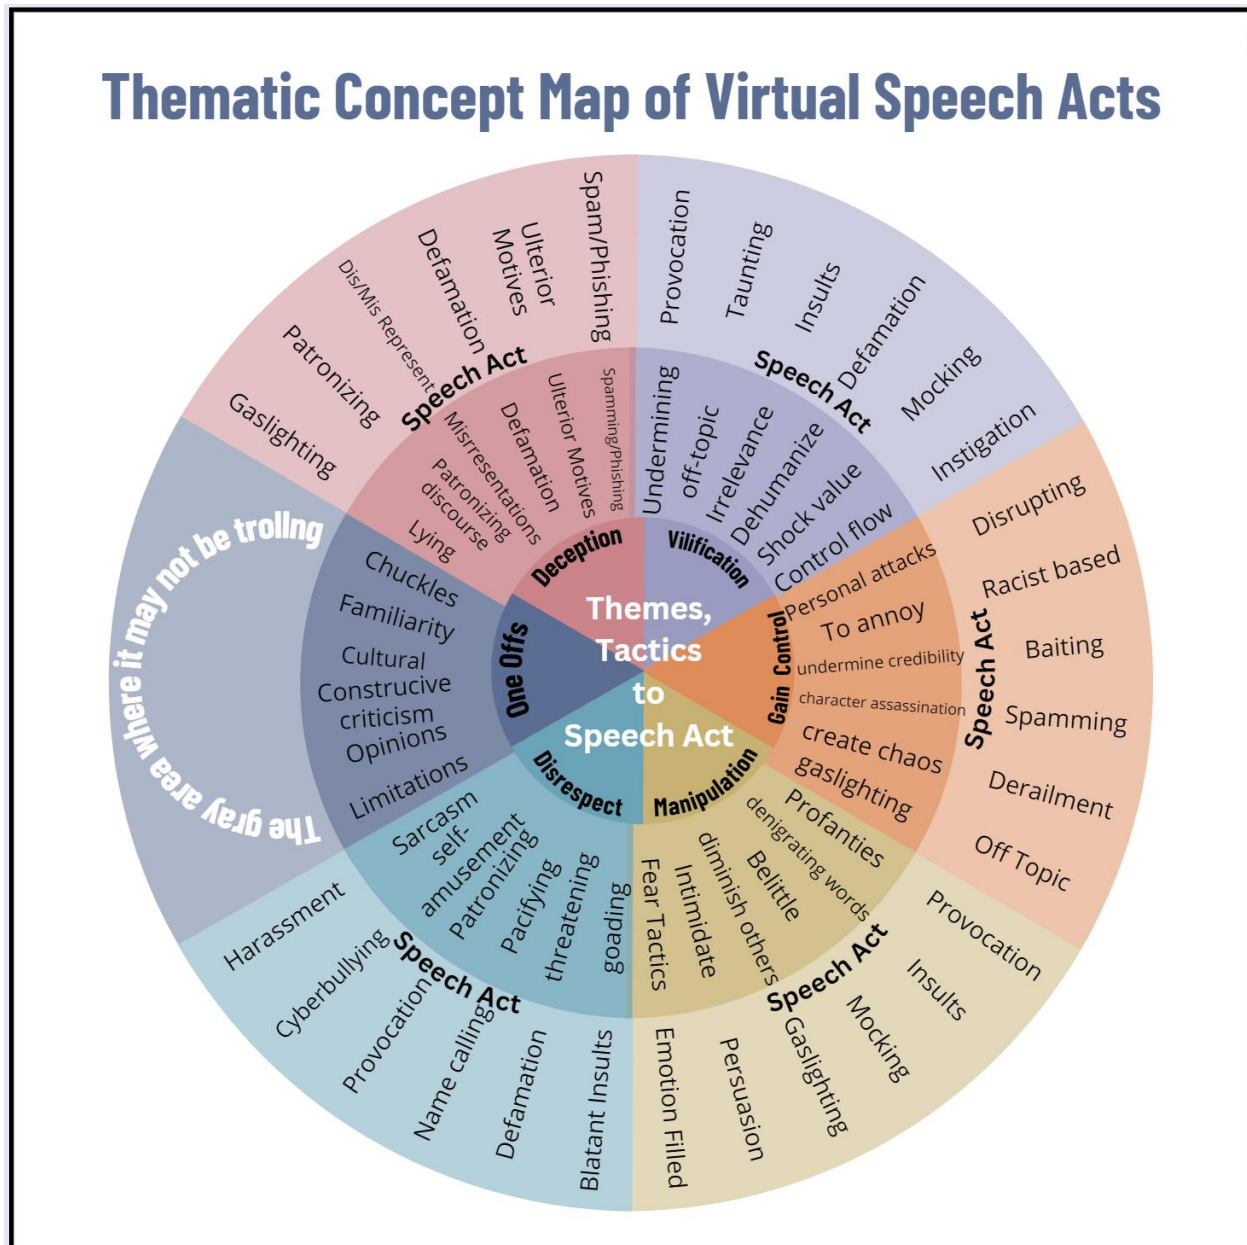 Thematic Concept Map of Virtual Speech Acts
Themes,
Tactics
to
Speech Act
Deception
Spamming/Phishing
Ulterior Motives
Defamation
Misrresentations
Patronizing
discourse
Lying
Speech Act
Spam/Phishing
Ulterior
Motives
Defamation
Dis/Mis Represent
Patronizing
Gaslighting
Vilification
Undermining
off-topic
Irrelevance
Dehumanize
Shock value
Control flow
Speech Act
Provocation
Taunting
Insults
Defamation
Mocking
Instigation
Gain Control
Personal attacks
To annoy
undermine credibility
character assassination
create chaos
gaslighting
Speech Act
Disrupting
Racist based
Baiting
Spamming
Derailment
Off Topic
Manipulation
Profanties
denigrating words
Belittle
diminish others
Intimidate
Fear Tactics
Speech Act
Provocation
Insults
Mocking
Gaslighting
Persuasion
Emotion Filled
Disrespect
Sarcasm
self-
amusement
Patronizing
Pacifying
threatening
goading
Speech Act
Harassment
Cyberbullying
Provocation
Name calling
Defamation
Blatant Insults
One Offs
Chuckles
Familiarity
Cultural
Construcive
criticism
Opinions
Limitations
The gray area where it may not be trollng